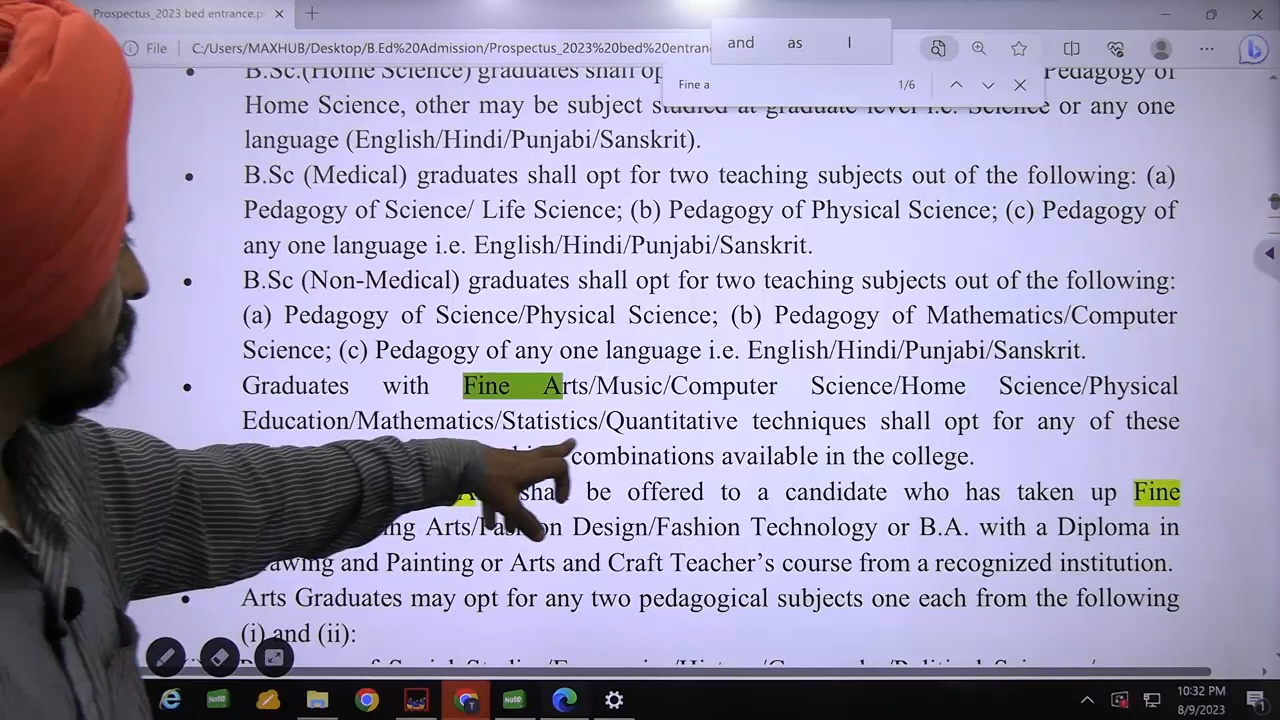 Prospectus_2023 bed entrance.p
File
C:/Users/MAXHUB/Desktop/B.Ed%20Admission/Prospectus_2023%20bed%20entran
and as I
Fine a 1/6
B.Sc.(Home Science) graduates shall op Pedagogy of
Home Science, other may be subject studied at graduate level i.e. Science or any one
language (English/Hindi/Punjabi/Sanskrit).
• B.Sc (Medical) graduates shall opt for two teaching subjects out of the following: (a)
Pedagogy of Science/ Life Science; (b) Pedagogy of Physical Science; (c) Pedagogy of
any one language i.e. English/Hindi/Punjabi/Sanskrit.
• B.Sc (Non-Medical) graduates shall opt for two teaching subjects out of the following:
(a) Pedagogy of Science/Physical Science; (b) Pedagogy of Mathematics/Computer
Science; (c) Pedagogy of any one language i.e. English/Hindi/Punjabi/Sanskrit.
• Graduates with Fine Arts/Music/Computer Science/Home Science/Physical
Education/Mathematics/Statistics/Quantitative techniques shall opt for any of these
combinations available in the college.
shall be offered to a candidate who has taken up Fine
Arts/Fashion Design/Fashion Technology or B.A. with a Diploma in
Drawing and Painting or Arts and Craft Teacher’s course from a recognized institution.
• Arts Graduates may opt for any two pedagogical subjects one each from the following
(i) and (ii):
Note
Note
10:32 PM
8/9/2023
1